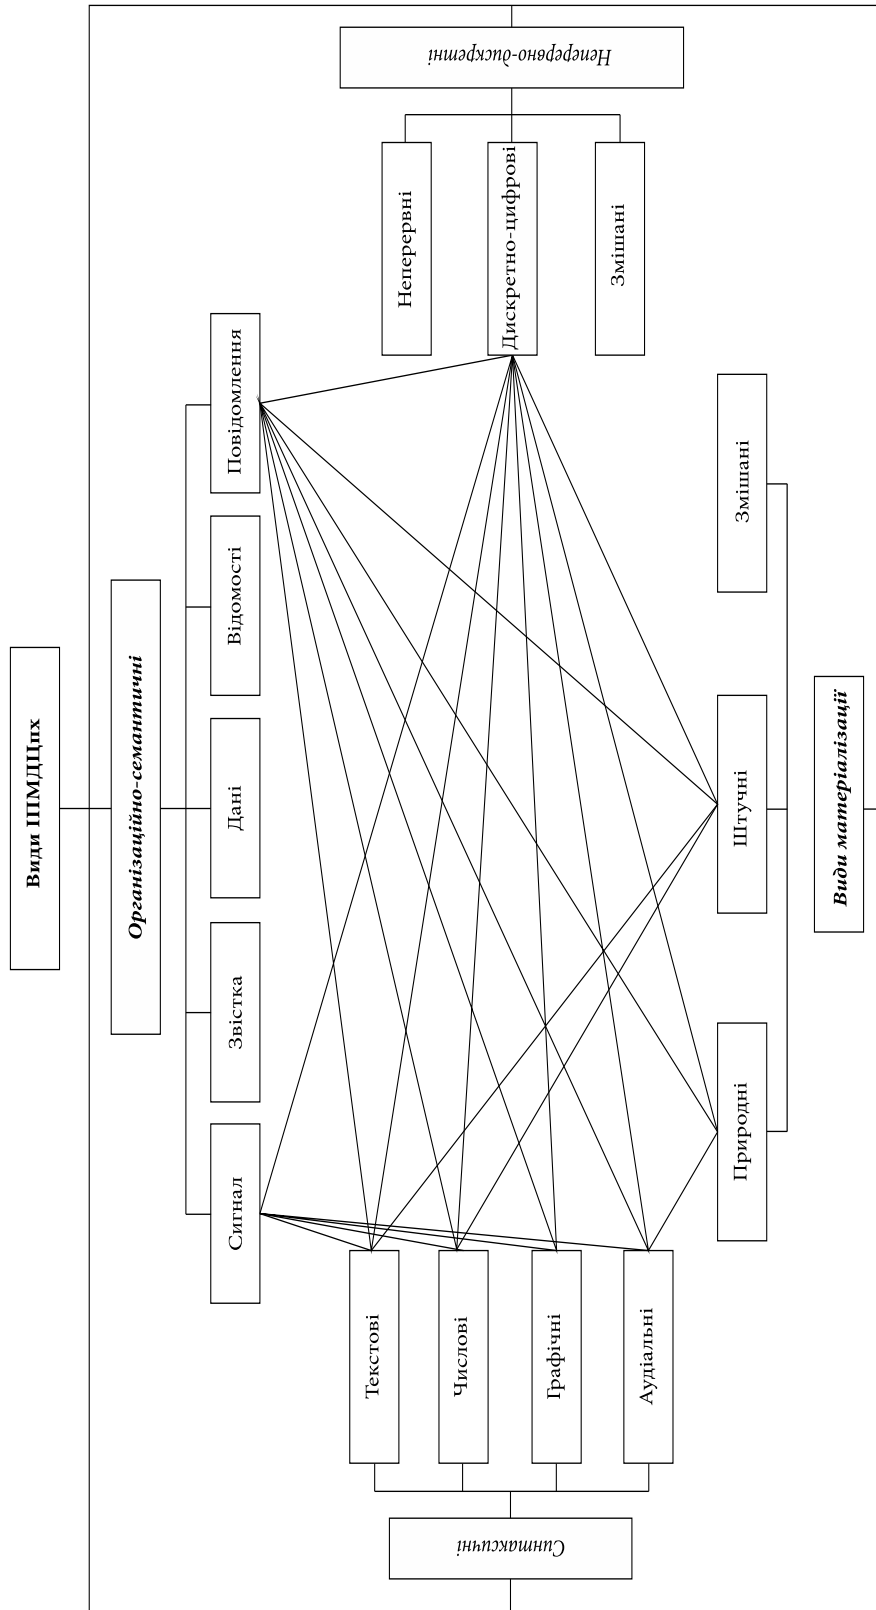 Види ІПМДЦпх
Організаційно-семантичні
Сигнал
Звістка
Дані
Відомості
Повідомлення
Синтаксичні
Текстові
Числові
Графічні
Аудіальні
Неперервно-дискретні
Неперервні
Дискретно-цифрові
Змішані
Природні
Штучні
Змішані
Види матеріалізації